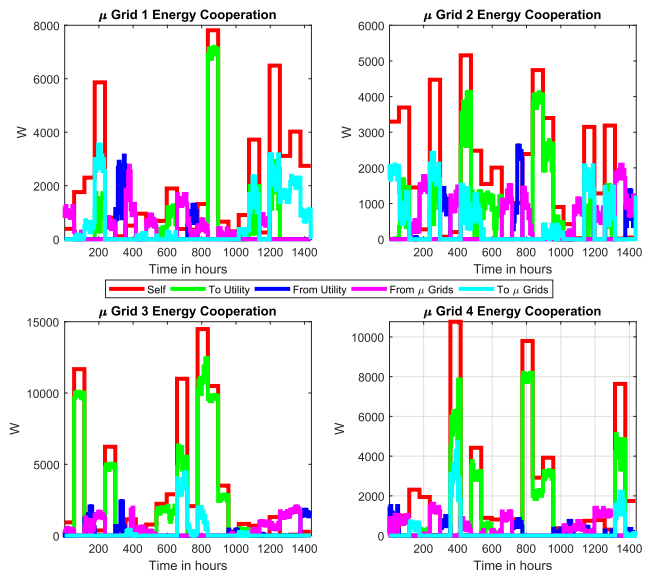 μ Grid 1 Energy Cooperation
8000
6000
4000
2000
0
W
200 400 600 800 1000 1200 1400
Time in hours
μ Grid 2 Energy Cooperation
6000
5000
4000
3000
2000
1000
0
W
200 400 600 800 1000 1200 1400
Time in hours
Self To Utility From Utility From μ Grids To μ Grids
μ Grid 3 Energy Cooperation
15000
10000
5000
0
W
200 400 600 800 1000 1200 1400
Time in hours
μ Grid 4 Energy Cooperation
10000
8000
6000
4000
2000
0
W
200 400 600 800 1000 1200 1400
Time in hours